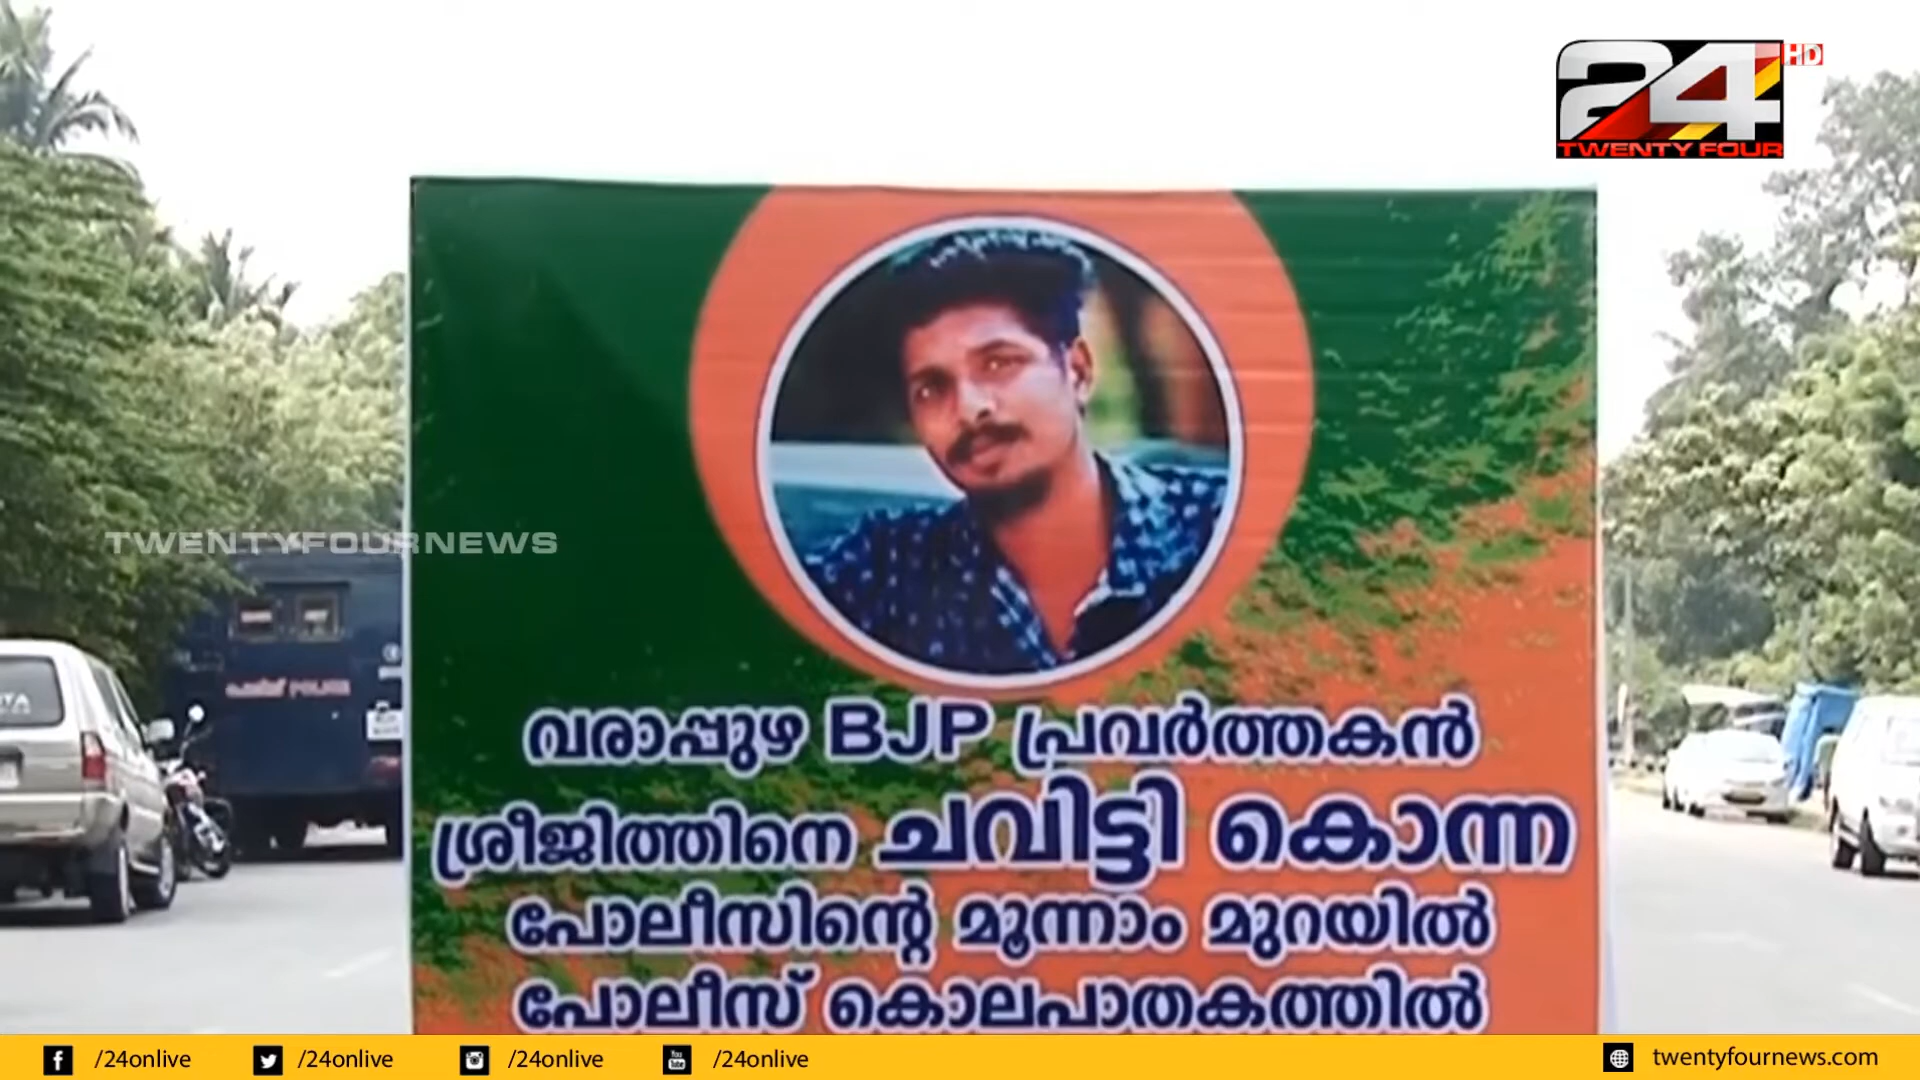 24
HD
TWENTY FOUR
TWENTYFOURNEWS
പോലീസ് POLICE
വരാപ്പുഴ BJP പ്രവർത്തകൻ
ശ്രീജിത്തിനെ ചവിട്ടി കൊന്ന
പോലീസിന്റെ മൂന്നാം മുറയിൽ
പോലീസ് കൊലപാതകത്തിൽ
/24onlive /24onlive /24onlive /24onlive twentyfournews.com